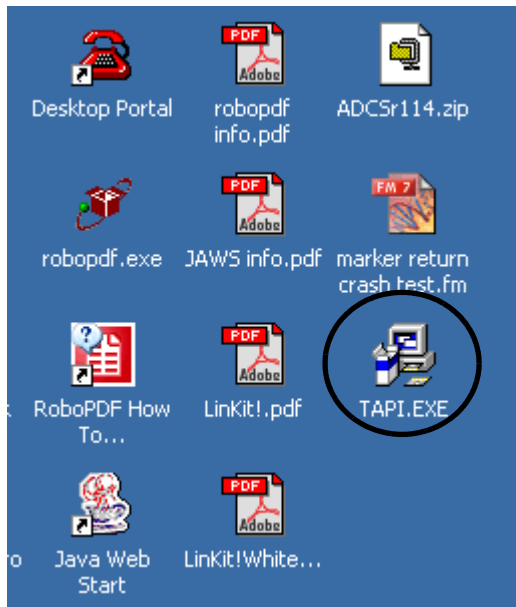 PDF
Adobe
Desktop Portal
robopdf
info.pdf
ADCSr114.zip
PDF
Adobe
FM 7
robopdf.exe
JAWS info.pdf
marker return
crash test.fm
?
PDF
Adobe
RoboPDF How
To...
LinKit!.pdf
TAPI.EXE
PDF
Adobe
ro
Java Web
Start
LinKit!White...